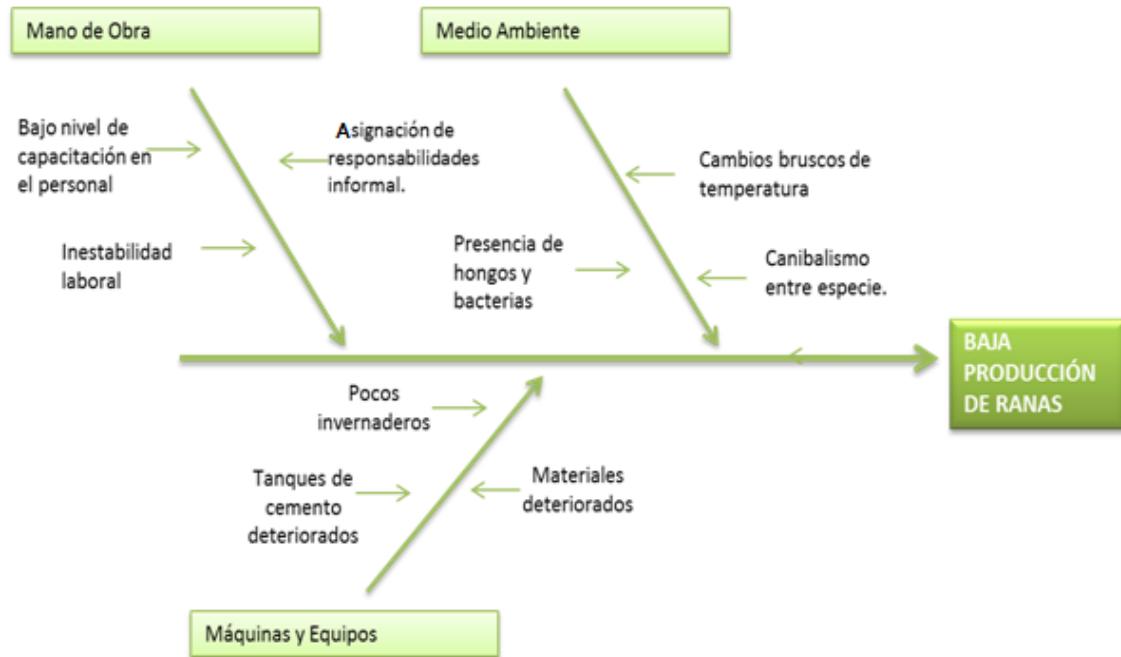 Mano de Obra
Medio Ambiente
Bajo nivel de
capacitación en
el personal
Asignación de
responsabilidades
informal.
Inestabilidad
laboral
Cambios bruscos de
temperatura
Presencia de
hongos y
bacterias
Canibalismo
entre especie.
BAJA
PRODUCCIÓN
DE RANAS
Pocos
invernaderos
Tanques de
cemento
deteriorados
Materiales
deteriorados
Máquinas y Equipos